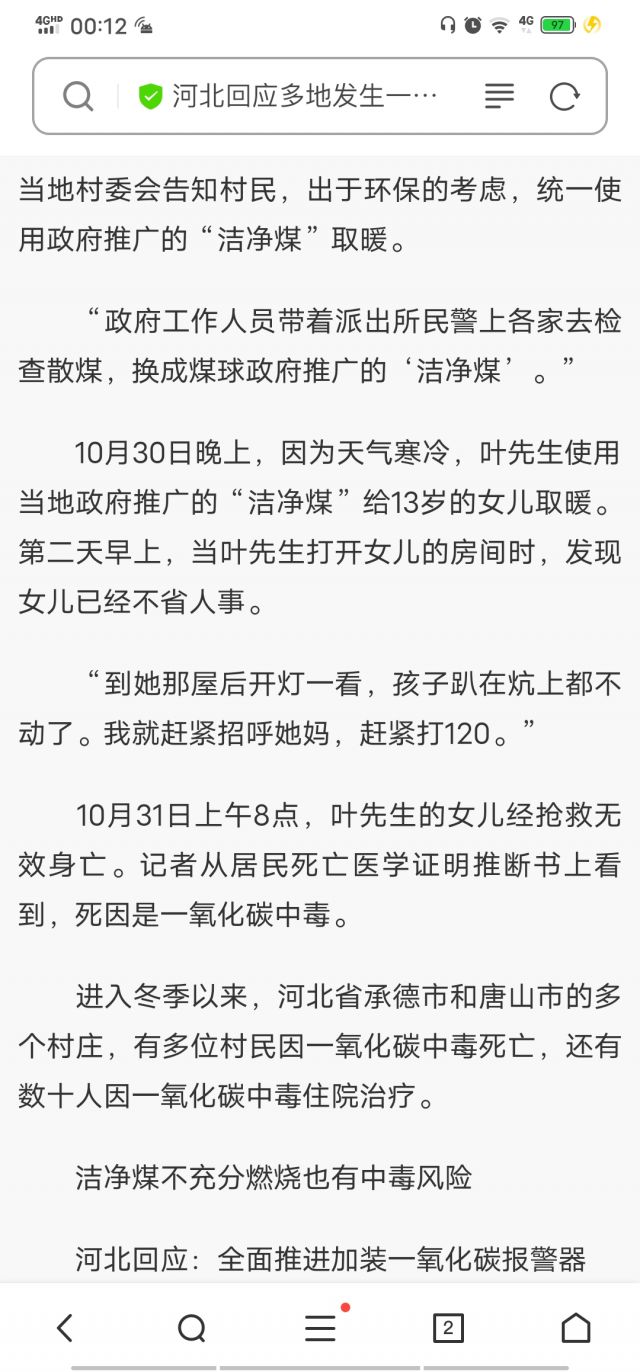 4GHD 00:12 4G 97
河北回应多地发生一…
当地村委会告知村民，出于环保的考虑，统一使
用政府推广的“洁净煤”取暖。
“政府工作人员带着派出所民警上各家去检
查散煤，换成煤球政府推广的‘洁净煤’。”
10月30日晚上，因为天气寒冷，叶先生使用
当地政府推广的“洁净煤”给13岁的女儿取暖。
第二天早上，当叶先生打开女儿的房间时，发现
女儿已经不省人事。
“到她那屋后开灯一看，孩子趴在炕上都不
动了。我就赶紧招呼她妈，赶紧打120。”
10月31日上午8点，叶先生的女儿经抢救无
效身亡。记者从居民死亡医学证明推断书上看
到，死因是一氧化碳中毒。
进入冬季以来，河北省承德市和唐山市的多
个村庄，有多位村民因一氧化碳中毒死亡，还有
数十人因一氧化碳中毒住院治疗。
洁净煤不充分燃烧也有中毒风险
河北回应：全面推进加装一氧化碳报警器
2